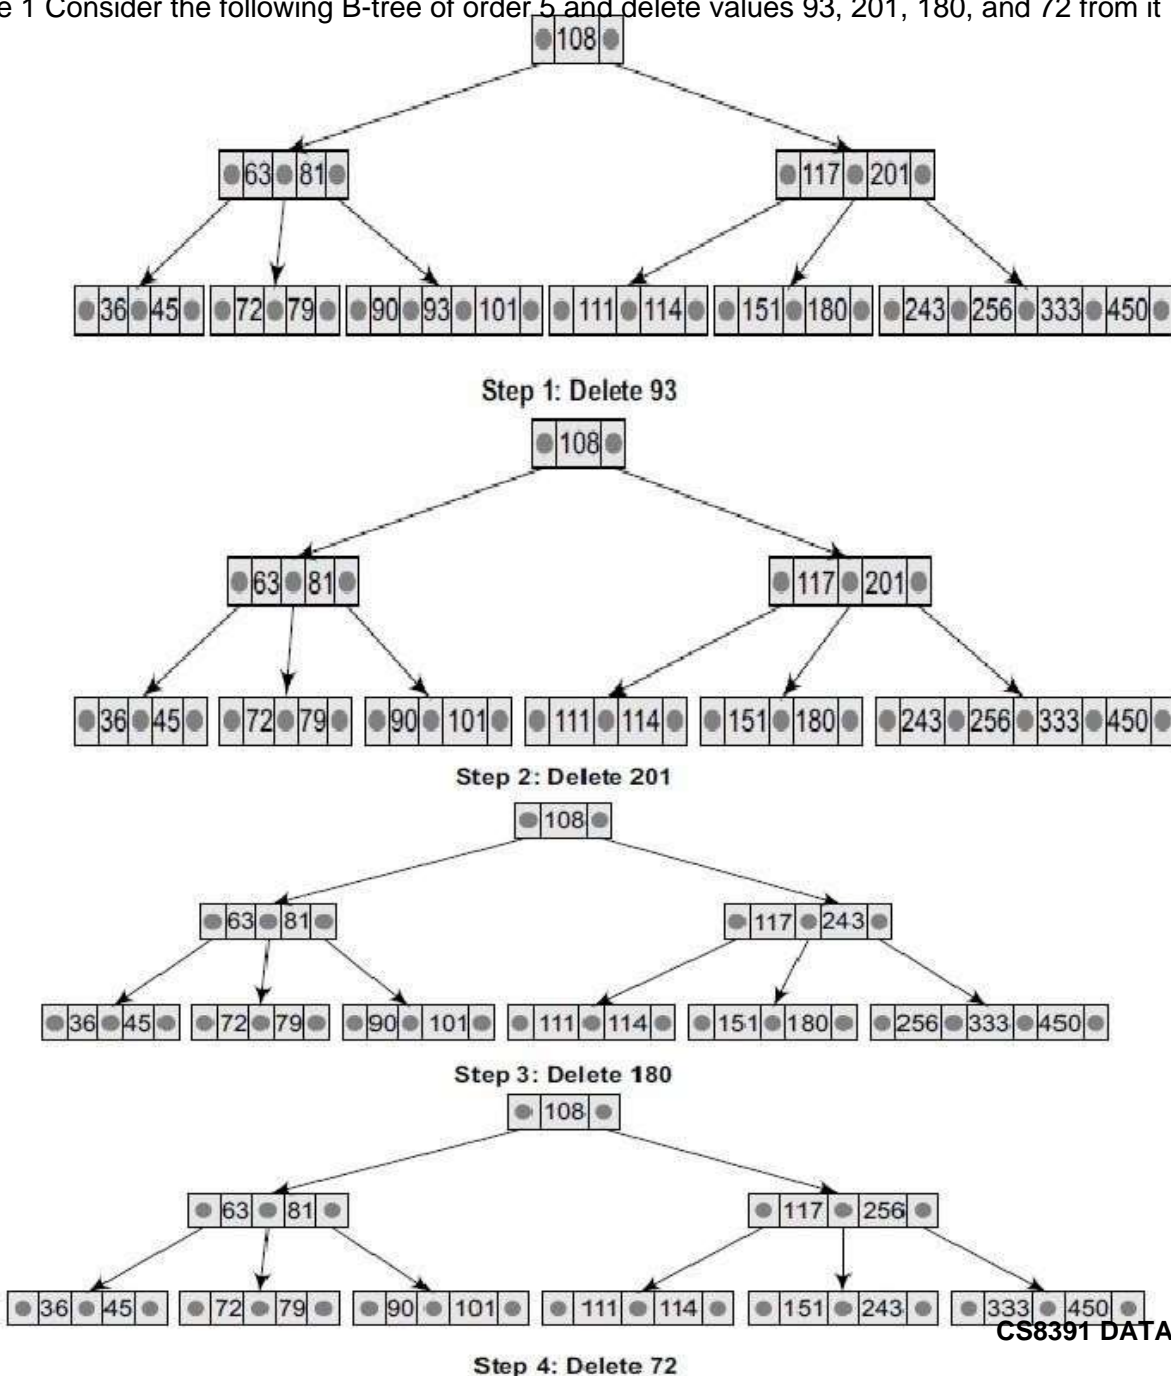 e 1 Consider the following B-tree of order 5 and delete values 93, 201, 180, and 72 from it
108
63 81 117 201
36 45 72 79 90 93 101 111 114 151 180 243 256 333 450
Step 1: Delete 93
108
63 81 117 201
36 45 72 79 90 101 111 114 151 180 243 256 333 450
Step 2: Delete 201
108
63 81 117 243
36 45 72 79 90 101 111 114 151 180 256 333 450
Step 3: Delete 180
108
63 81 117 256
36 45 72 79 90 101 111 114 151 243 333 450
CS8391 DATA
Step 4: Delete 72